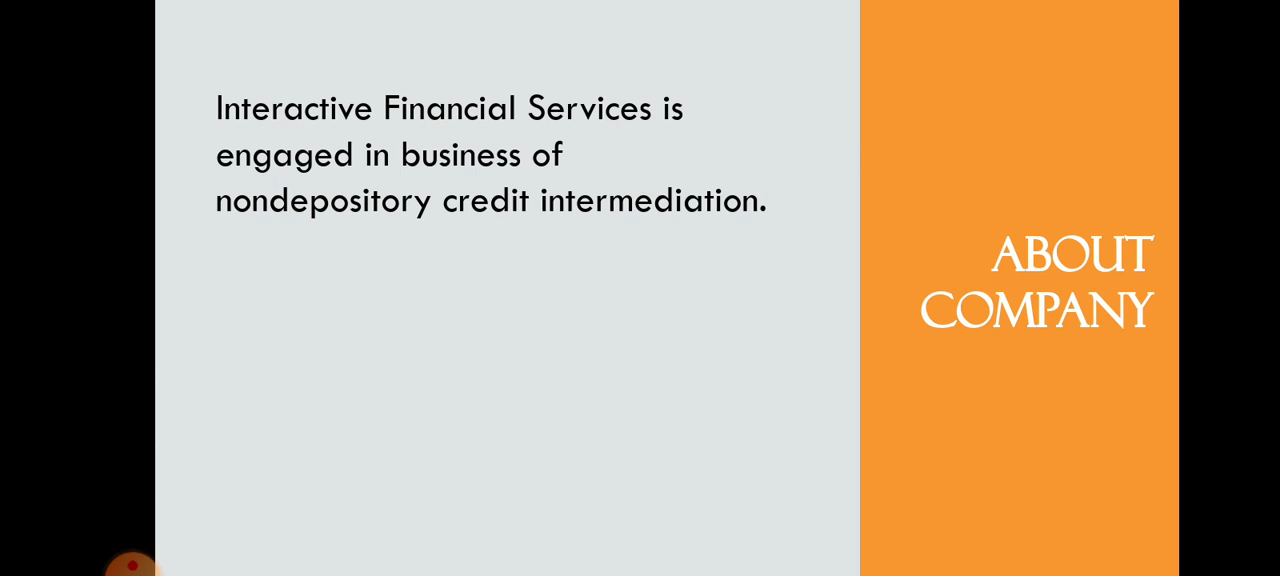 Interactive Financial Services is
engaged in business of
nondepository credit intermediation.
ABOUT
COMPANY